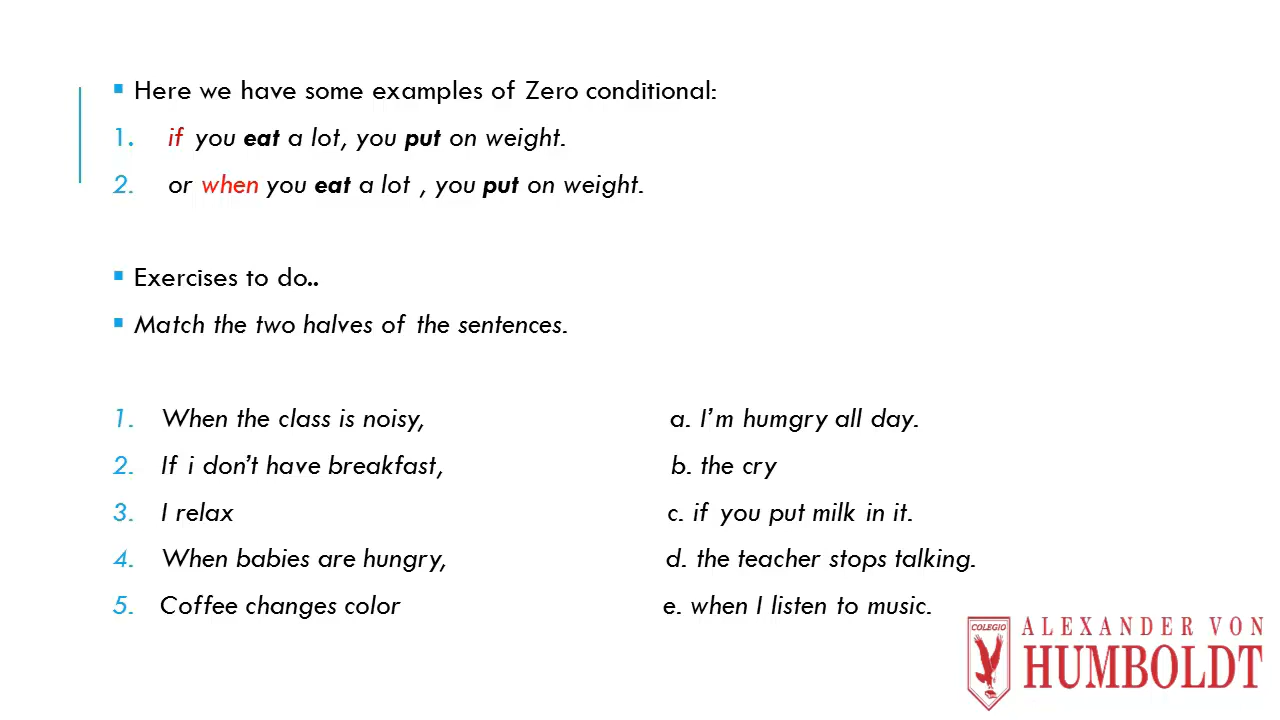 ▪ Here we have some examples of Zero conditional:
1. if you eat a lot, you put on weight.
2. or when you eat a lot , you put on weight.
▪ Exercises to do..
▪ Match the two halves of the sentences.
1. When the class is noisy, a. I’m humgry all day.
2. If i don’t have breakfast, b. the cry
3. I relax c. if you put milk in it.
4. When babies are hungry, d. the teacher stops talking.
5. Coffee changes color e. when I listen to music.
COLEGIO
ALEXANDER VON
HUMBOLDT